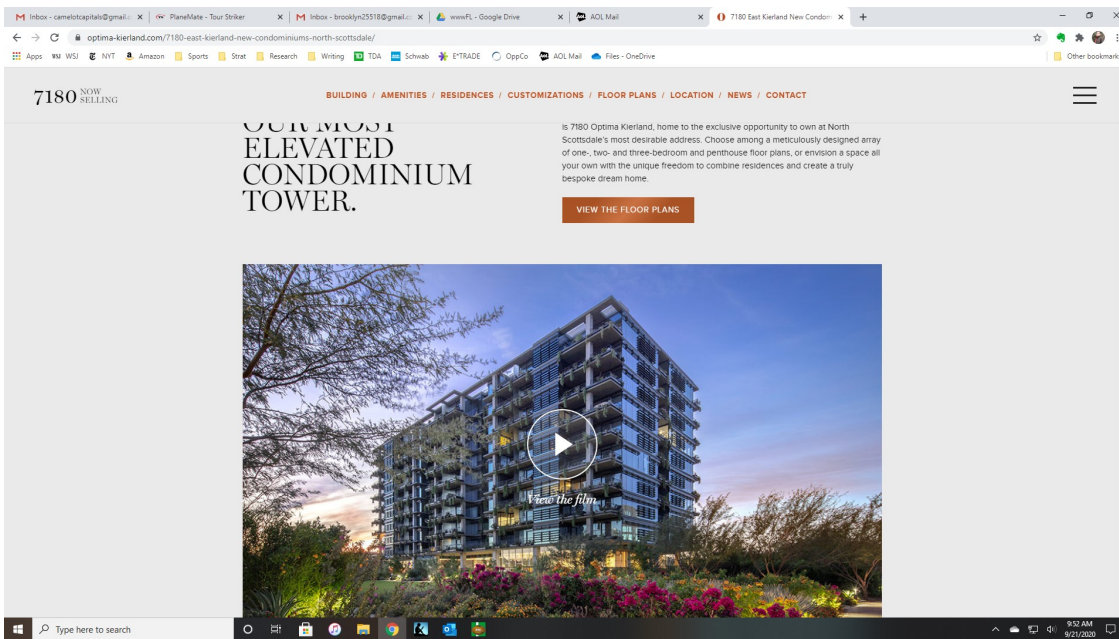 Inbox - camelotcapitals@gmail.c
PlaneMate - Tour Striker
Inbox - brooklyn25518@gmail.c
wwwFL - Google Drive
AOL Mail
7180 East Kierland New Condom
optima-kierland.com/7180-east-kierland-new-condominiums-north-scottsdale/
Apps WSJ WSJ NYT Amazon Sports Strat Research Writing TDA Schwab E*TRADE OppCo AOL Mail Files - OneDrive Other bookmark
7180 NOW SELLING
BUILDING / AMENITIES / RESIDENCES / CUSTOMIZATIONS / FLOOR PLANS / LOCATION / NEWS / CONTACT
OUR MOST
ELEVATED
CONDOMINIUM
TOWER.
is 7180 Optima Kierland, home to the exclusive opportunity to own at North
Scottsdale's most desirable address. Choose among a meticulously designed array
of one-, two- and three-bedroom and penthouse floor plans, or envision a space all
your own with the unique freedom to combine residences and create a truly
bespoke dream home.
VIEW THE FLOOR PLANS
View the film
Type here to search
9:52 AM
9/21/2020